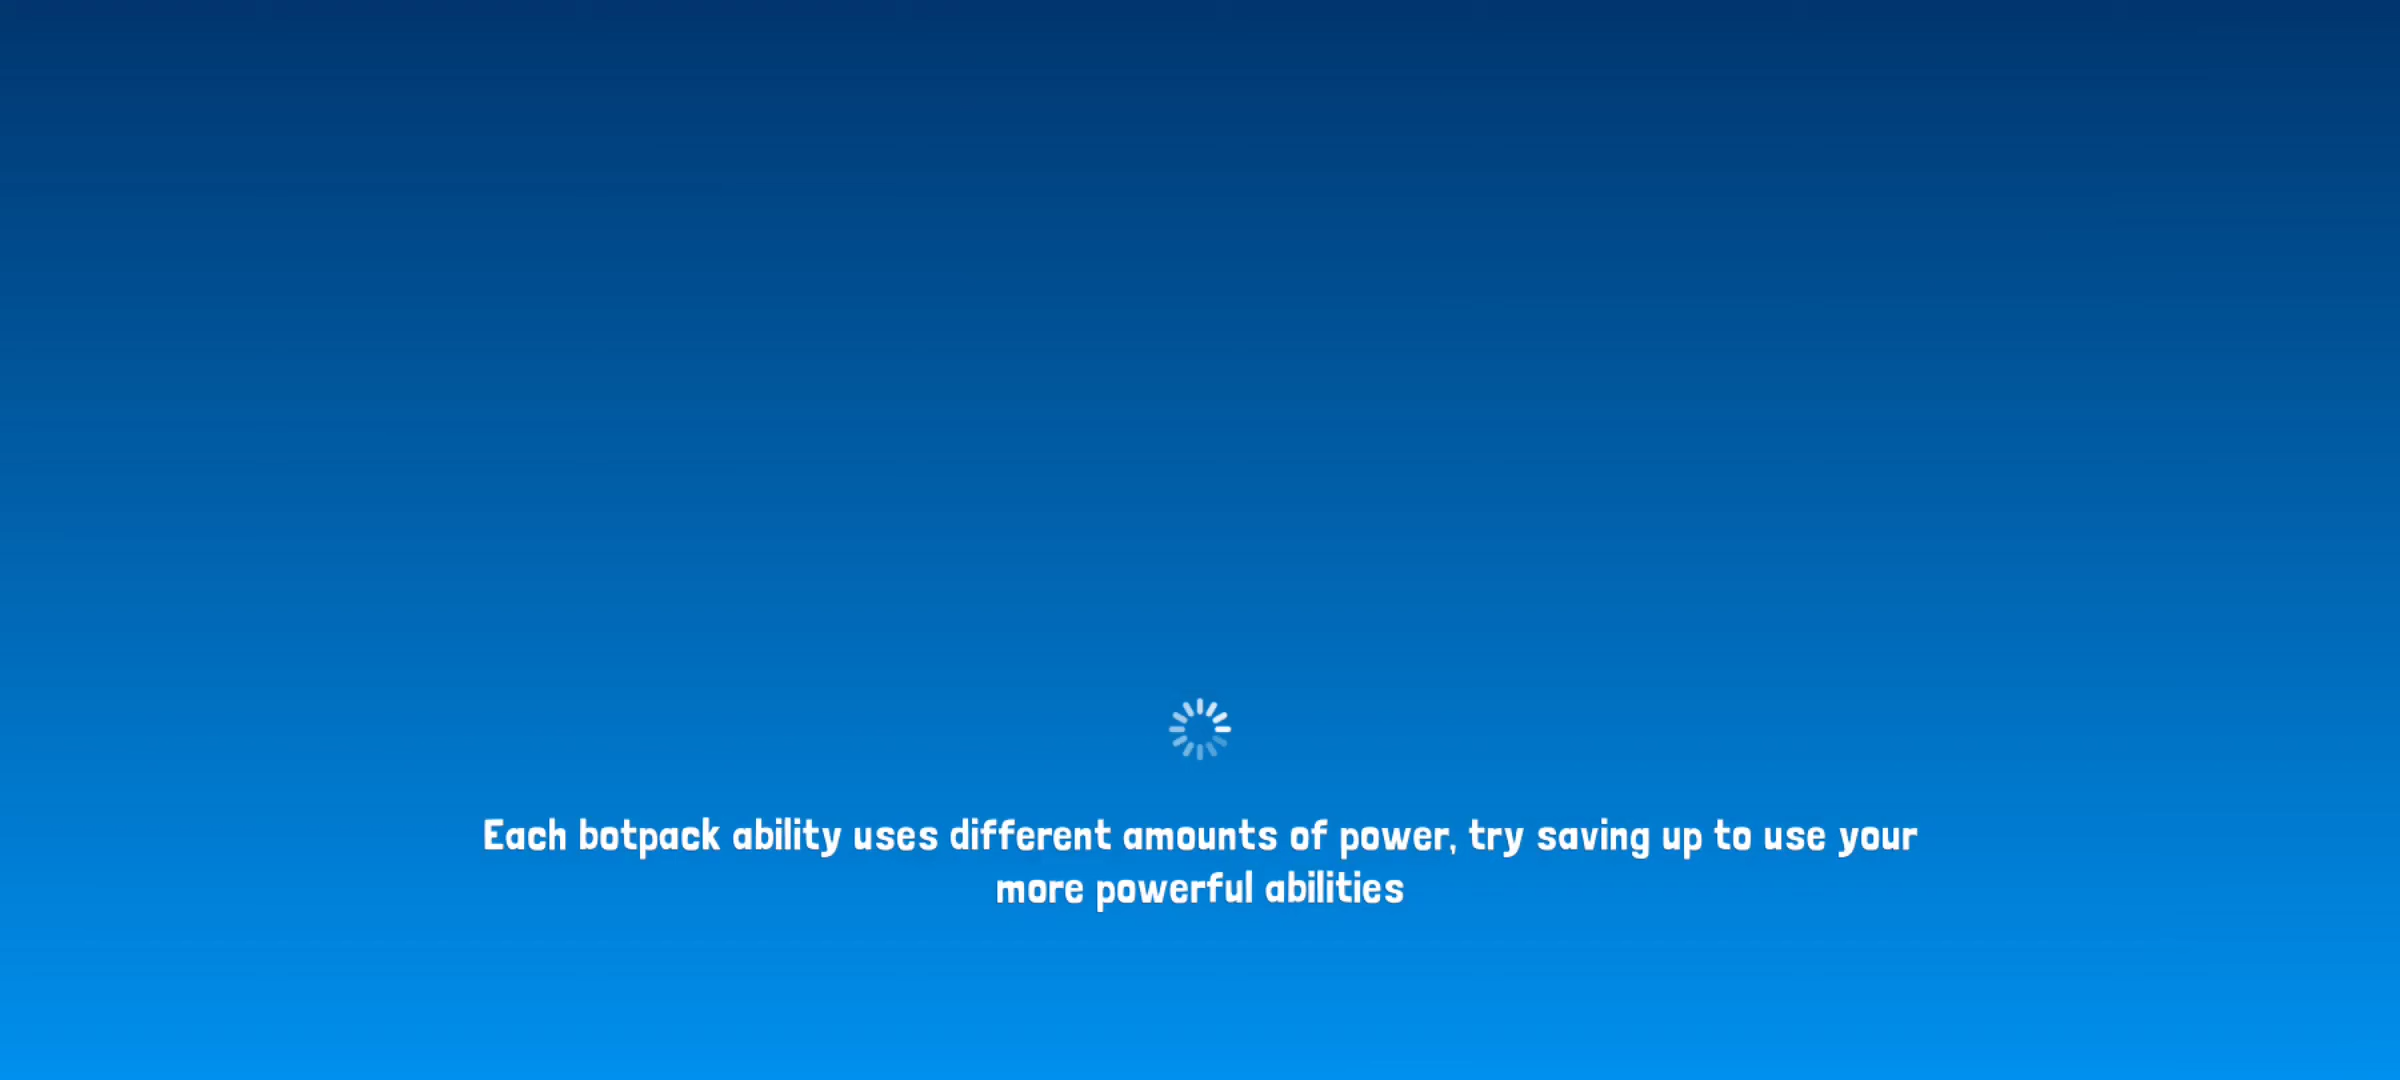 Each botpack ability uses different amounts of power, try saving up to use your
more powerful abilities